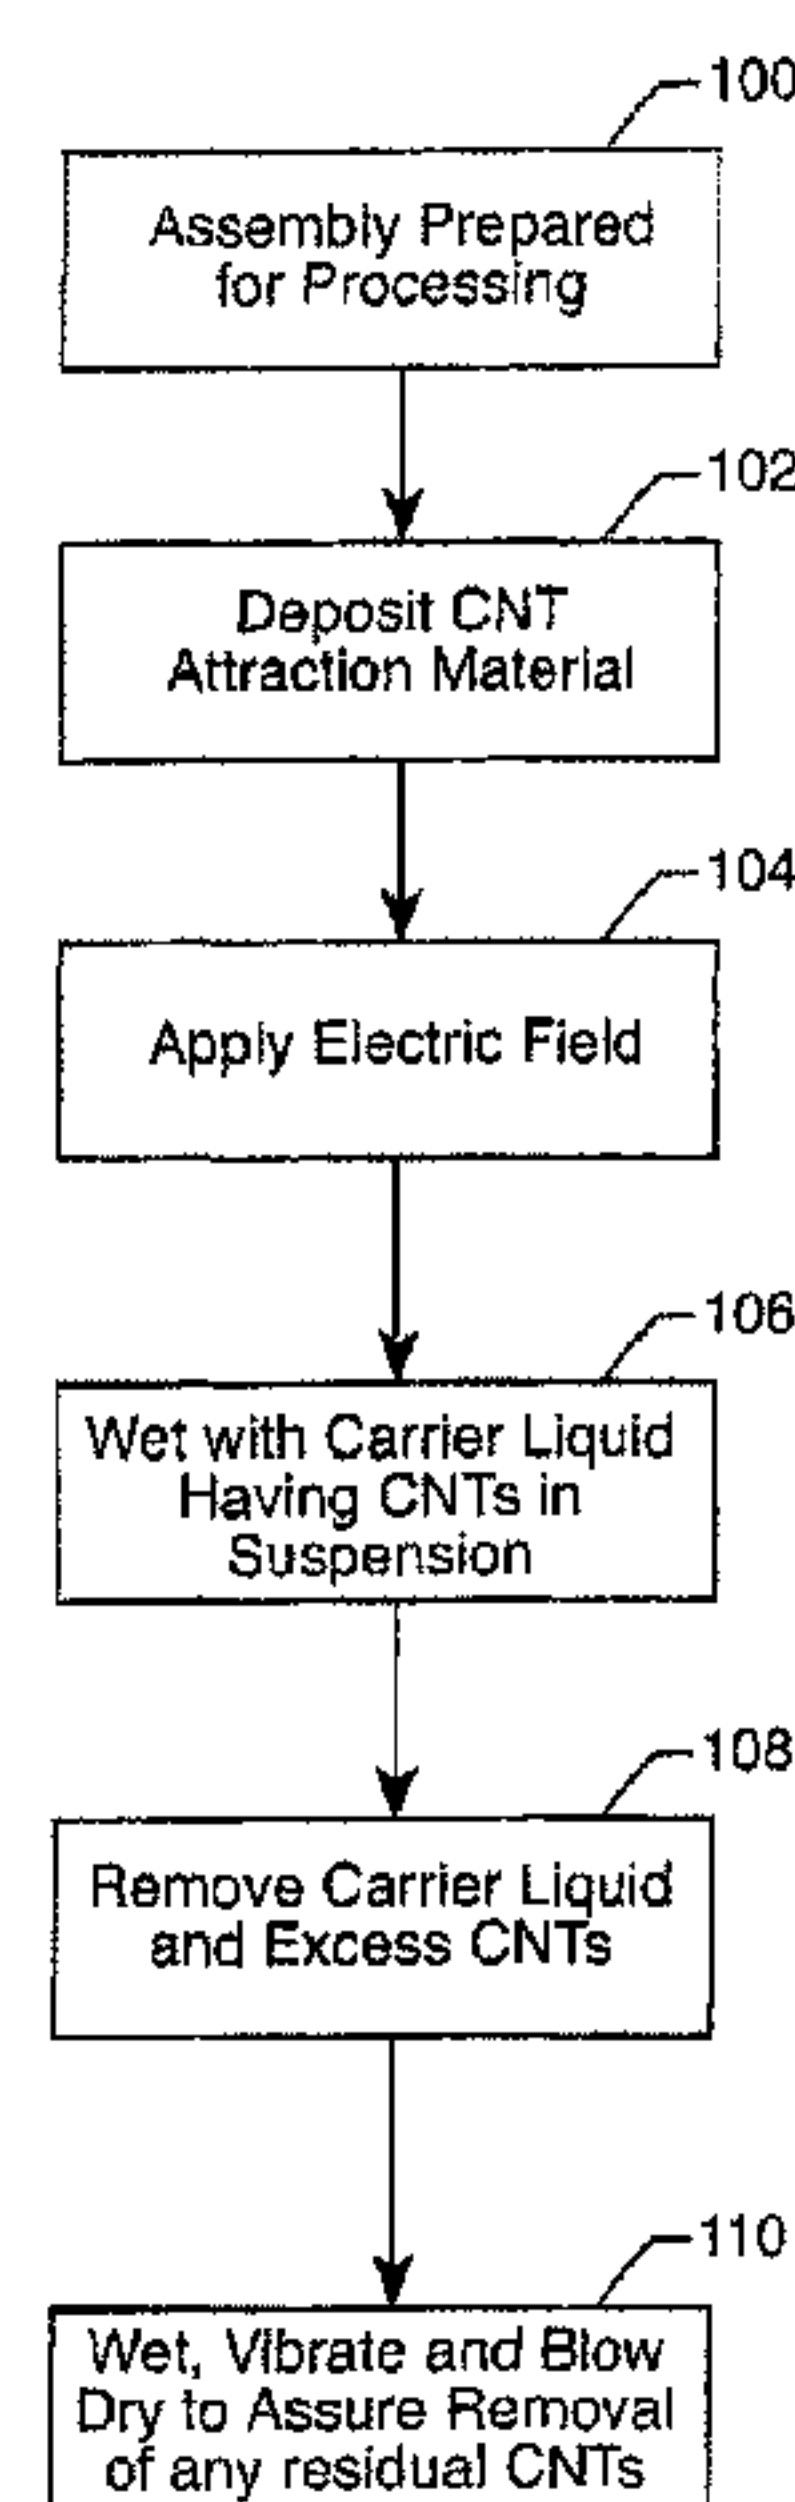 100
Assembly Prepared
for Processing
102
Deposit CNT
Attraction Material
104
Apply Electric Field
106
Wet with Carrier Liquid
Having CNTs in
Suspension
108
Remove Carrier Liquid
and Excess CNTs
110
Wet, Vibrate and Blow
Dry to Assure Removal
of any residual CNTs